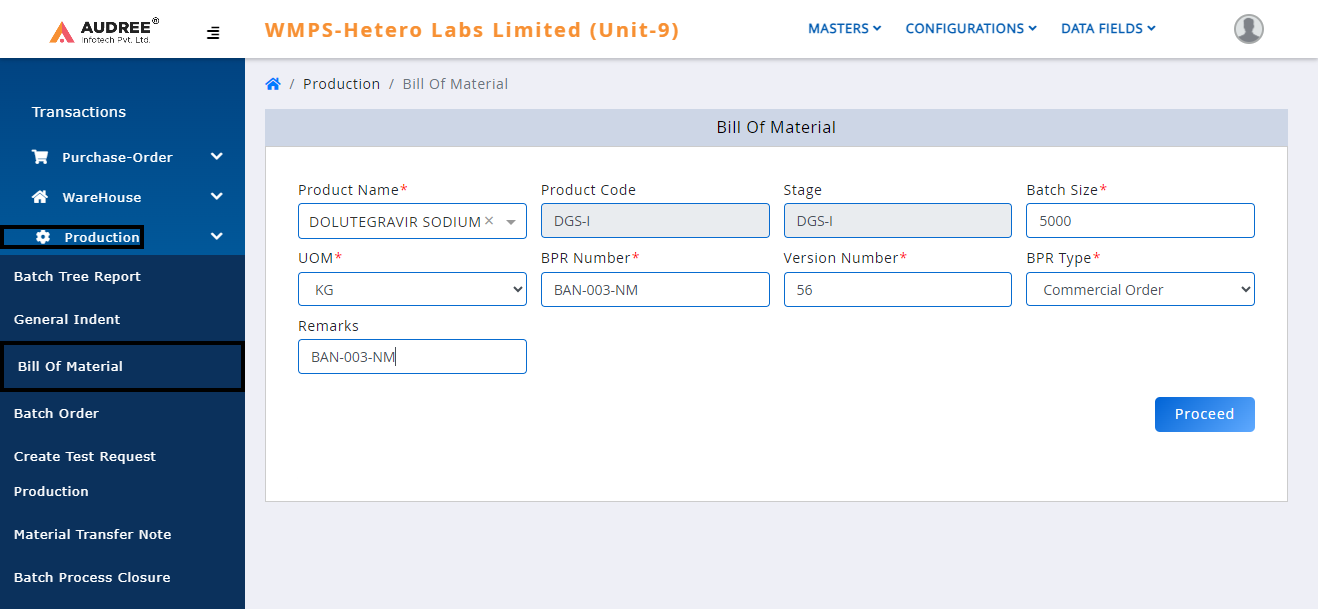 AUDREE®
Infotech Pvt. Ltd.
WMPS-Hetero Labs Limited (Unit-9)
MASTERS CONFIGURATIONS DATA FIELDS
Transactions
Purchase-Order
WareHouse
Production
Batch Tree Report
General Indent
Bill Of Material
Batch Order
Create Test Request
Production
Material Transfer Note
Batch Process Closure
/ Production / Bill Of Material
Bill Of Material
Product Name* Product Code Stage Batch Size*
DOLUTEGRAVIR SODIUM × DGS-I DGS-I 5000
UOM* BPR Number* Version Number* BPR Type*
KG BAN-003-NM 56 Commercial Order
Remarks
BAN-003-NM
Proceed